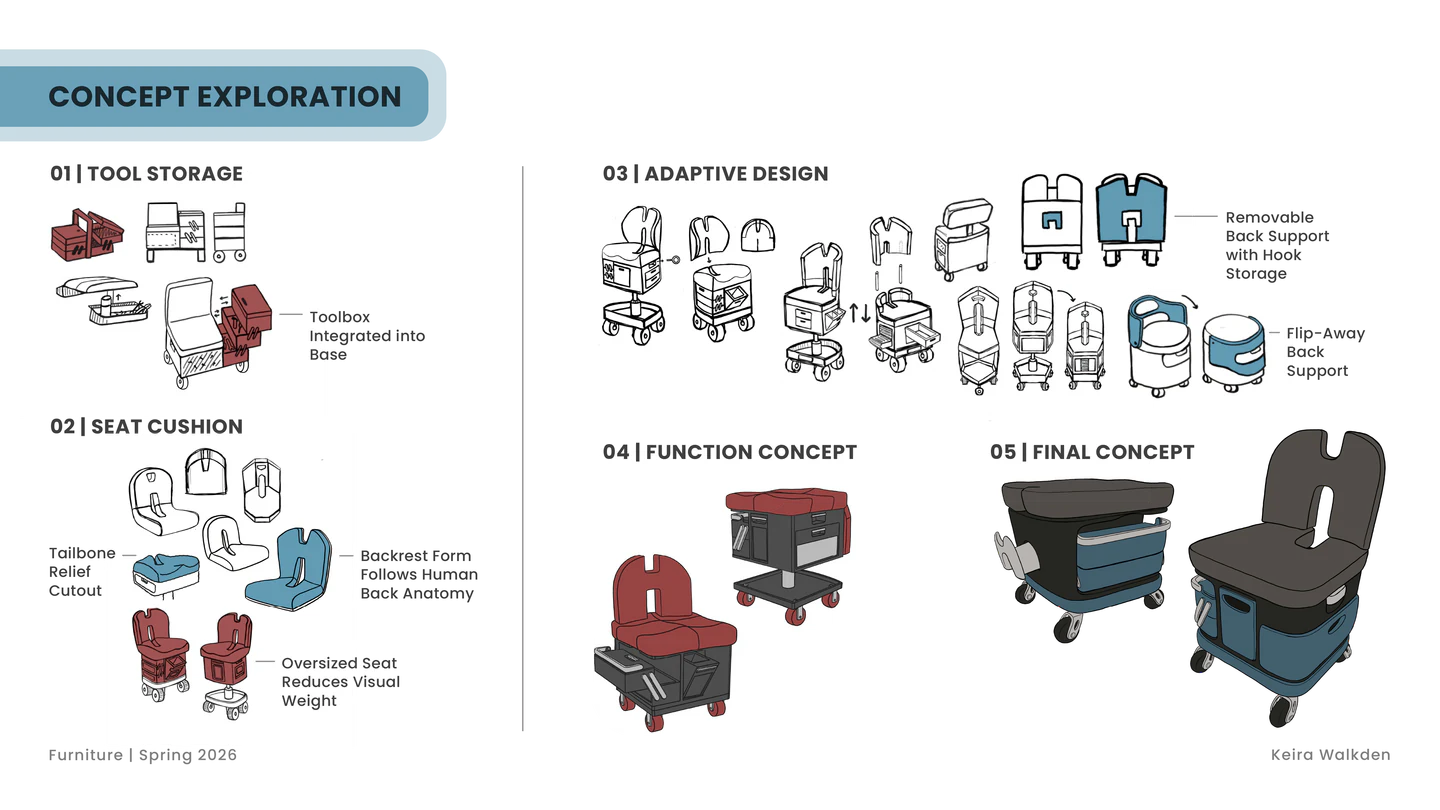 CONCEPT EXPLORATION
01 | TOOL STORAGE
Toolbox
Integrated into
Base
02 | SEAT CUSHION
Tailbone
Relief
Cutout
Backrest Form
Follows Human
Back Anatomy
Oversized Seat
Reduces Visual
Weight
03 | ADAPTIVE DESIGN
Removable
Back Support
with Hook
Storage
Flip-Away
Back
Support
04 | FUNCTION CONCEPT
05 | FINAL CONCEPT
Furniture | Spring 2026
Keira Walkden